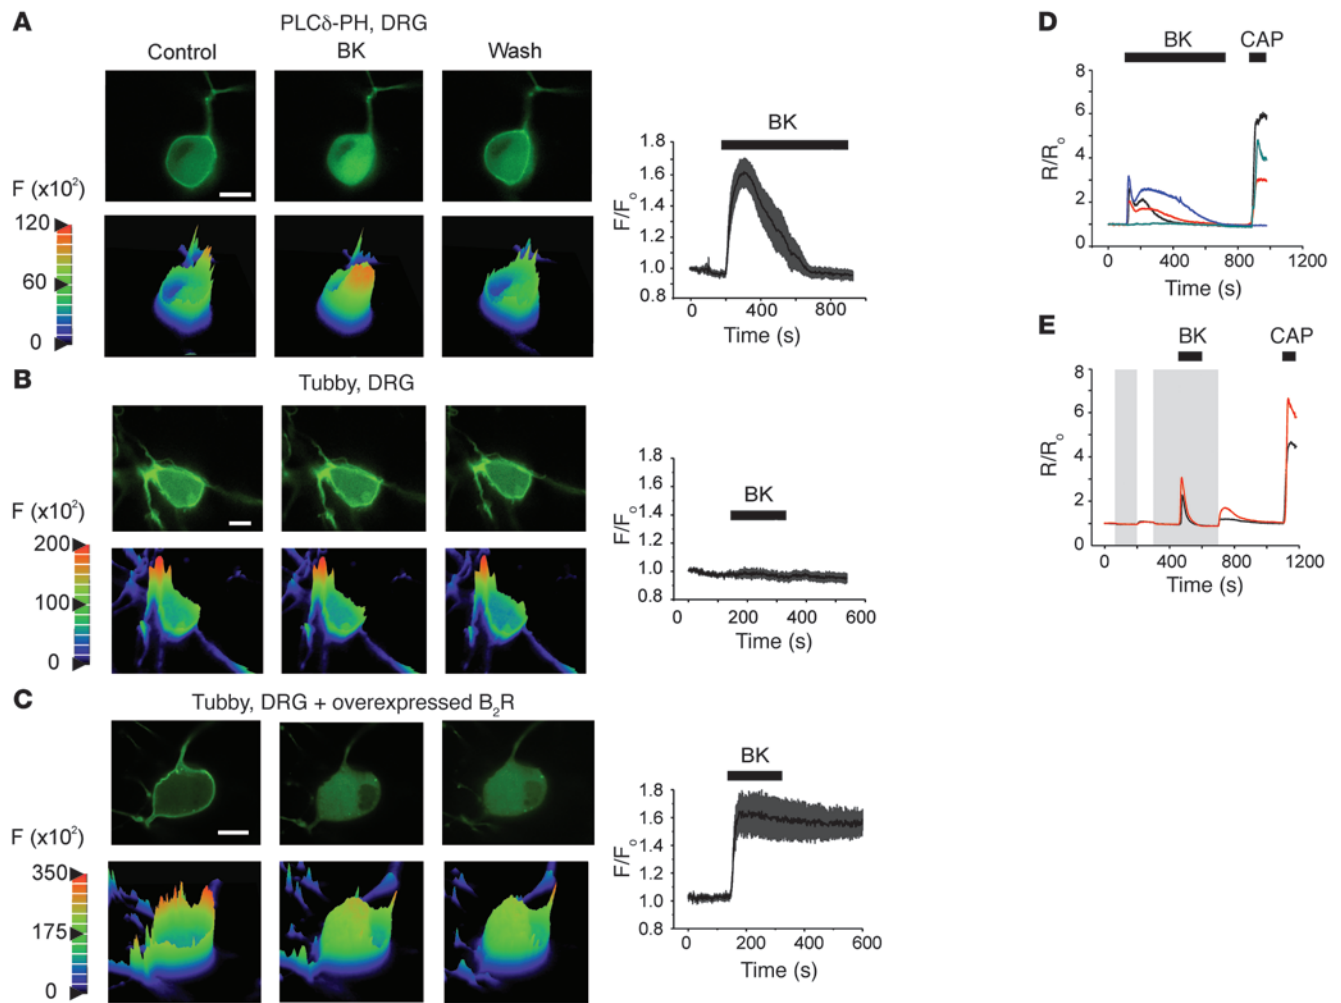 A
PLCδ-PH, DRG
Control BK Wash
F (x10²)
120
60
0
BK
F/Fo
1.8
1.6
1.4
1.2
1.0
0.8
0 400 800
Time (s)
B
Tubby, DRG
F (x10²)
200
100
0
BK
F/Fo
1.8
1.6
1.4
1.2
1.0
0.8
0 200 400 600
Time (s)
C
Tubby, DRG + overexpressed B₂R
F (x10²)
350
175
0
BK
F/Fo
1.8
1.6
1.4
1.2
1.0
0.8
0 200 400 600
Time (s)
D
BK CAP
R/Ro
8
6
4
2
0
0 400 800 1200
Time (s)
E
BK CAP
R/Ro
8
6
4
2
0
0 400 800 1200
Time (s)